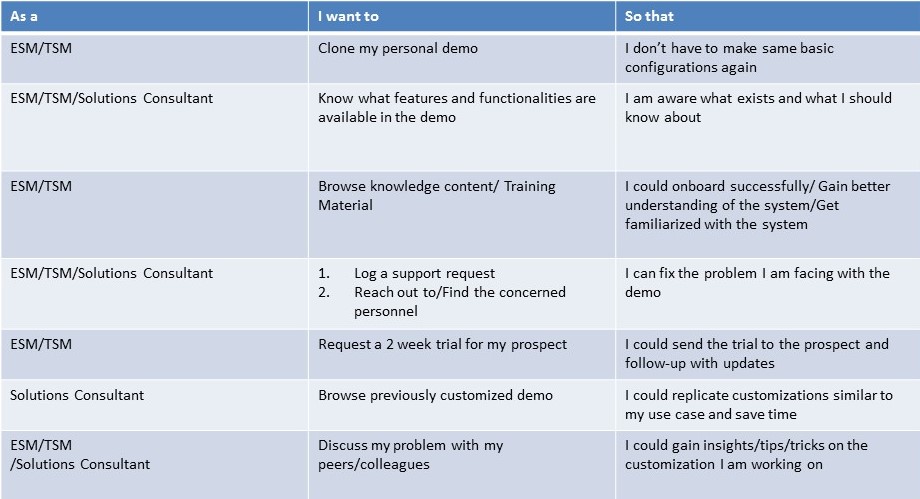 As a
I want to
So that
ESM/TSM
Clone my personal demo
I don’t have to make same basic
configurations again
ESM/TSM/Solutions Consultant
Know what features and functionalities are
available in the demo
I am aware what exists and what I should
know about
ESM/TSM
Browse knowledge content/ Training
Material
I could onboard successfully/ Gain better
understanding of the system/Get
familiarized with the system
ESM/TSM/Solutions Consultant
1. Log a support request
2. Reach out to/Find the concerned
personnel
I can fix the problem I am facing with the
demo
ESM/TSM
Request a 2 week trial for my prospect
I could send the trial to the prospect and
follow-up with updates
Solutions Consultant
Browse previously customized demo
I could replicate customizations similar to
my use case and save time
ESM/TSM
/Solutions Consultant
Discuss my problem with my
peers/colleagues
I could gain insights/tips/tricks on the
customization I am working on